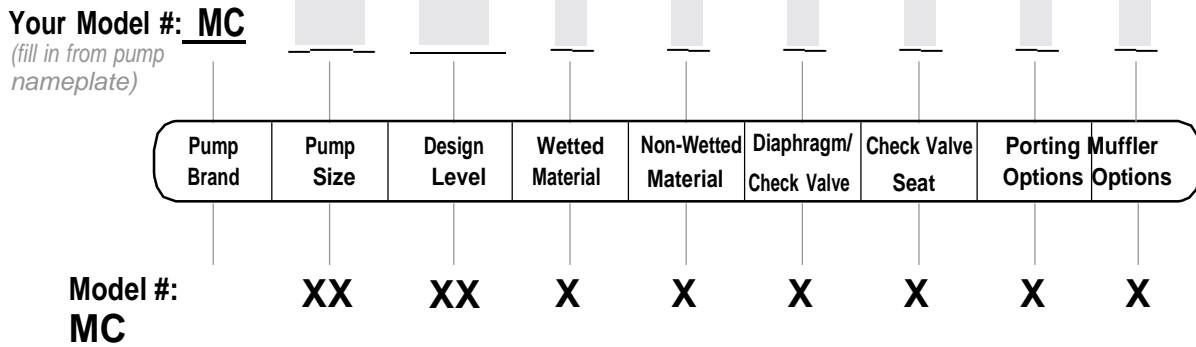 Your Model #: MC
(fill in from pump
nameplate)
Pump Brand
Pump Size
Design Level
Wetted Material
Non-Wetted Material
Diaphragm/ Check Valve
Check Valve Seat
Porting Options
Muffler Options
Model #:
MC
XX XX X X X X X X